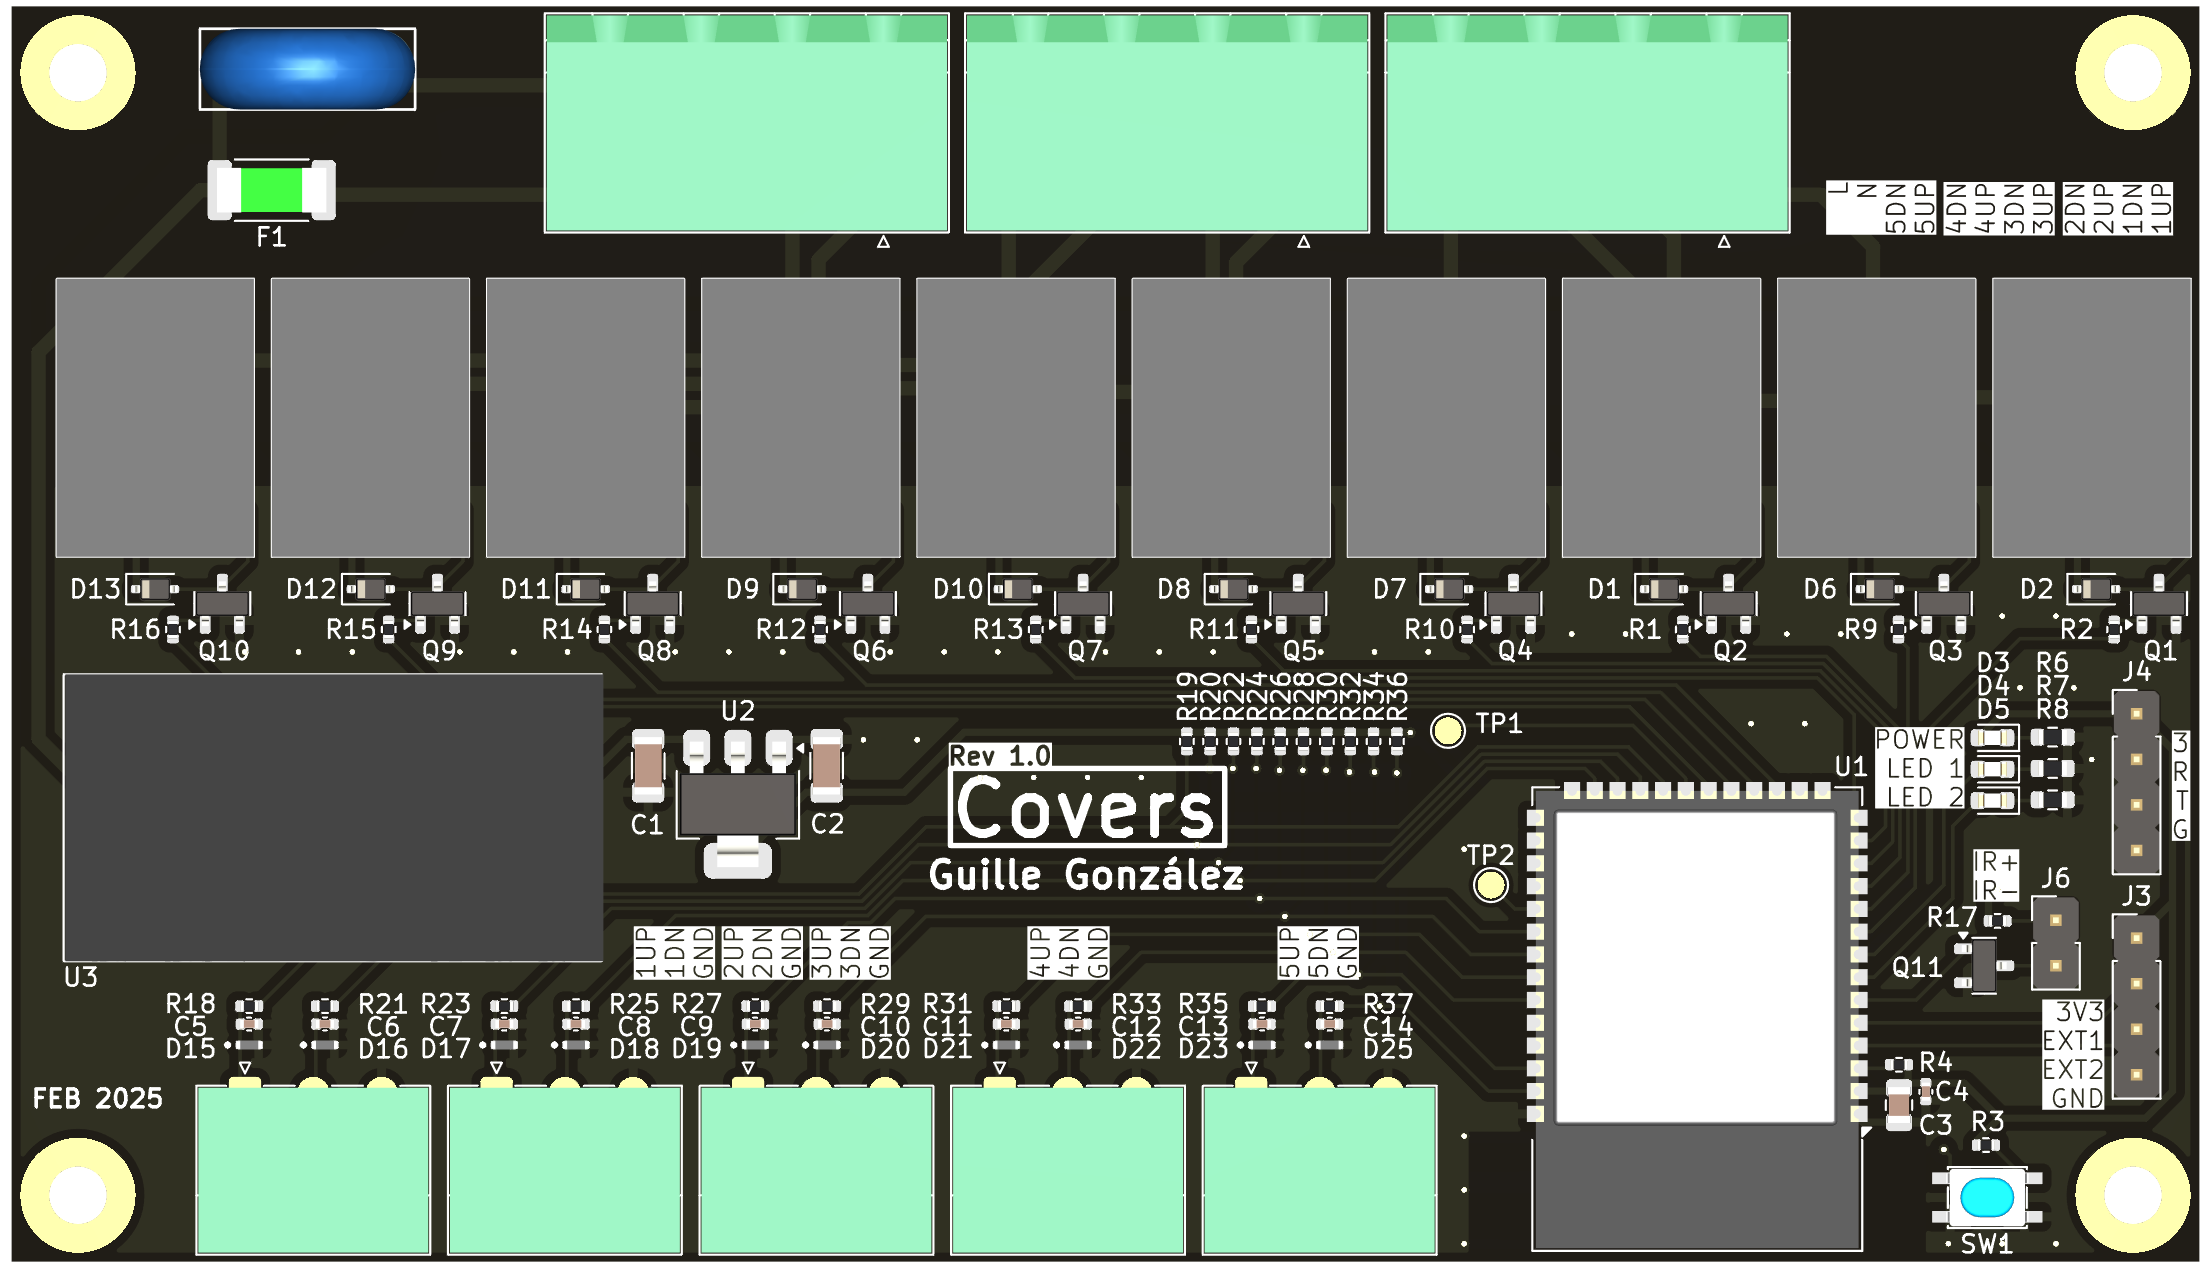 L
N
5DN
5UP
4DN
4UP
3DN
3UP
2DN
2UP
1DN
1UP
F1
D13
D12
D11
D9
D10
D8
D7
D1
D6
D2
R16
R15
R14
R12
R13
R11
R10
R1
R9
R2
Q10
Q9
Q8
Q6
Q7
Q5
Q4
Q2
Q3
Q1
D3 R6
D4 R7
D5 R8
J4
R19
R20
R22
R24
R26
R28
R30
R32
R34
R36
TP1
U2
C1
C2
Rev 1.0
Covers
Guille González
TP2
U1
POWER
LED 1
LED 2
3
R
T
G
IR+
IR-
J6
J3
R17
Q11
U3
1UP
1DN
GND
2UP
2DN
GND
3UP
3DN
GND
4UP
4DN
GND
5UP
5DN
GND
R18 R21 R23 R25 R27 R29 R31 R33 R35 R37
C5 C6 C7 C8 C9 C10 C11 C12 C13 C14
D15 D16 D17 D18 D19 D20 D21 D22 D23 D25
3V3
EXT1
EXT2
GND
R4
C4
C3
R3
FEB 2025
SW1